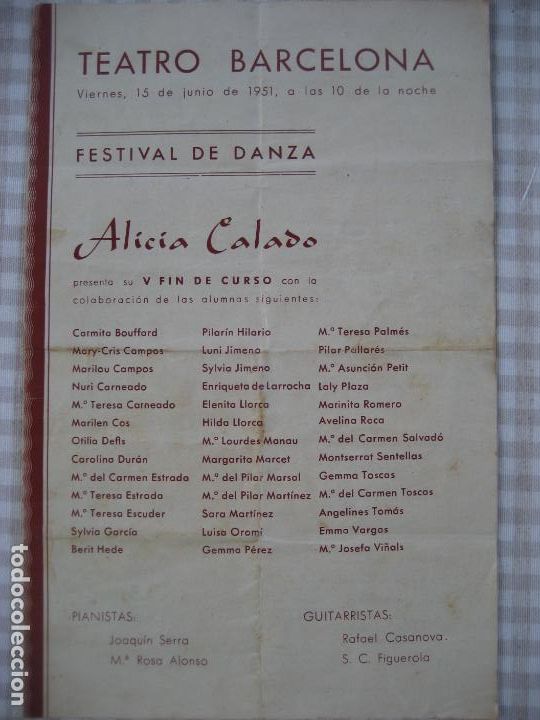 TEATRO BARCELONA
Viernes, 15 de junio de 1951, a las 10 de la noche
FESTIVAL DE DANZA
Alicia Calado
presenta su V FIN DE CURSO con la
colaboración de las alumnas siguientes:
Carmita Bouffard
Mary-Cris Campos
Marilou Campos
Nuri Carneado
M.ª Teresa Carneado
Marilen Cos
Otilia Defls
Carolina Durán
M.ª del Carmen Estrada
M.ª Teresa Estrada
M.ª Teresa Escuder
Sylvia García
Berit Hede
Pilarín Hilario
Luni Jimeno
Sylvia Jimeno
Enriqueta de Larrocha
Elenita Llorca
Hilda Llorca
M.ª Lourdes Manau
Margarita Marcet
M.ª del Pilar Marsal
M.ª del Pilar Martínez
Sara Martínez
Luisa Oromí
Gemma Pérez
M.ª Teresa Palmés
Pilar Pallarés
M.ª Asunción Petit
Laly Plaza
Marinita Romero
Avelina Roca
M.ª del Carmen Salvadó
Montserrat Sentellas
Gemma Toscas
M.ª del Carmen Toscas
Angelines Tomás
Emma Vargas
M.ª Josefa Viñals
PIANISTAS:
Joaquín Serra
M.ª Rosa Alonso
GUITARRISTAS:
Rafael Casanova.
S. C. Figuerola
todocoleccion.net